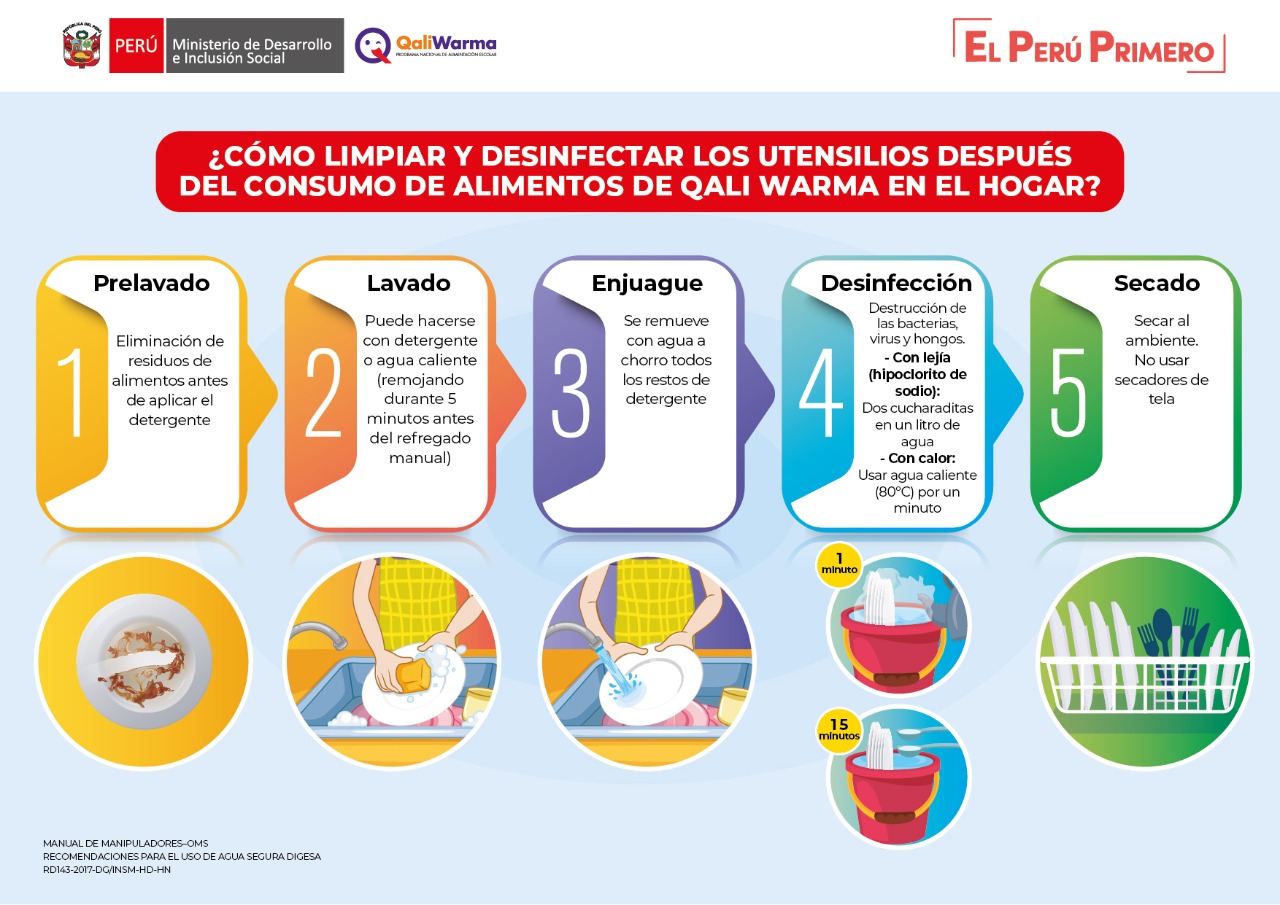 REPÚBLICA DEL PERÚ
PERÚ
Ministerio de Desarrollo
e Inclusión Social
QaliWarma
PROGRAMA NACIONAL DE ALIMENTACIÓN ESCOLAR
EL PERÚ PRIMERO
¿CÓMO LIMPIAR Y DESINFECTAR LOS UTENSILIOS DESPUÉS
DEL CONSUMO DE ALIMENTOS DE QALI WARMA EN EL HOGAR?
1
Prelavado
Eliminación de
residuos de
alimentos antes
de aplicar el
detergente
2
Lavado
Puede hacerse
con detergente
o agua caliente
(remojando
durante 5
minutos antes
del refregado
manual)
3
Enjuague
Se remueve
con agua a
chorro todos
los restos de
detergente
4
Desinfección
Destrucción de
las bacterias,
virus y hongos.
- Con lejía
(hipoclorito de
sodio):
Dos cucharaditas
en un litro de
agua
- Con calor:
Usar agua caliente
(80ºC) por un
minuto
5
Secado
Secar al
ambiente.
No usar
secadores de
tela
1
minuto
15
minutos
MANUAL DE MANIPULADORES–OMS
RECOMENDACIONES PARA EL USO DE AGUA SEGURA DIGESA
RD143-2017-DG/INSM-HD-HN